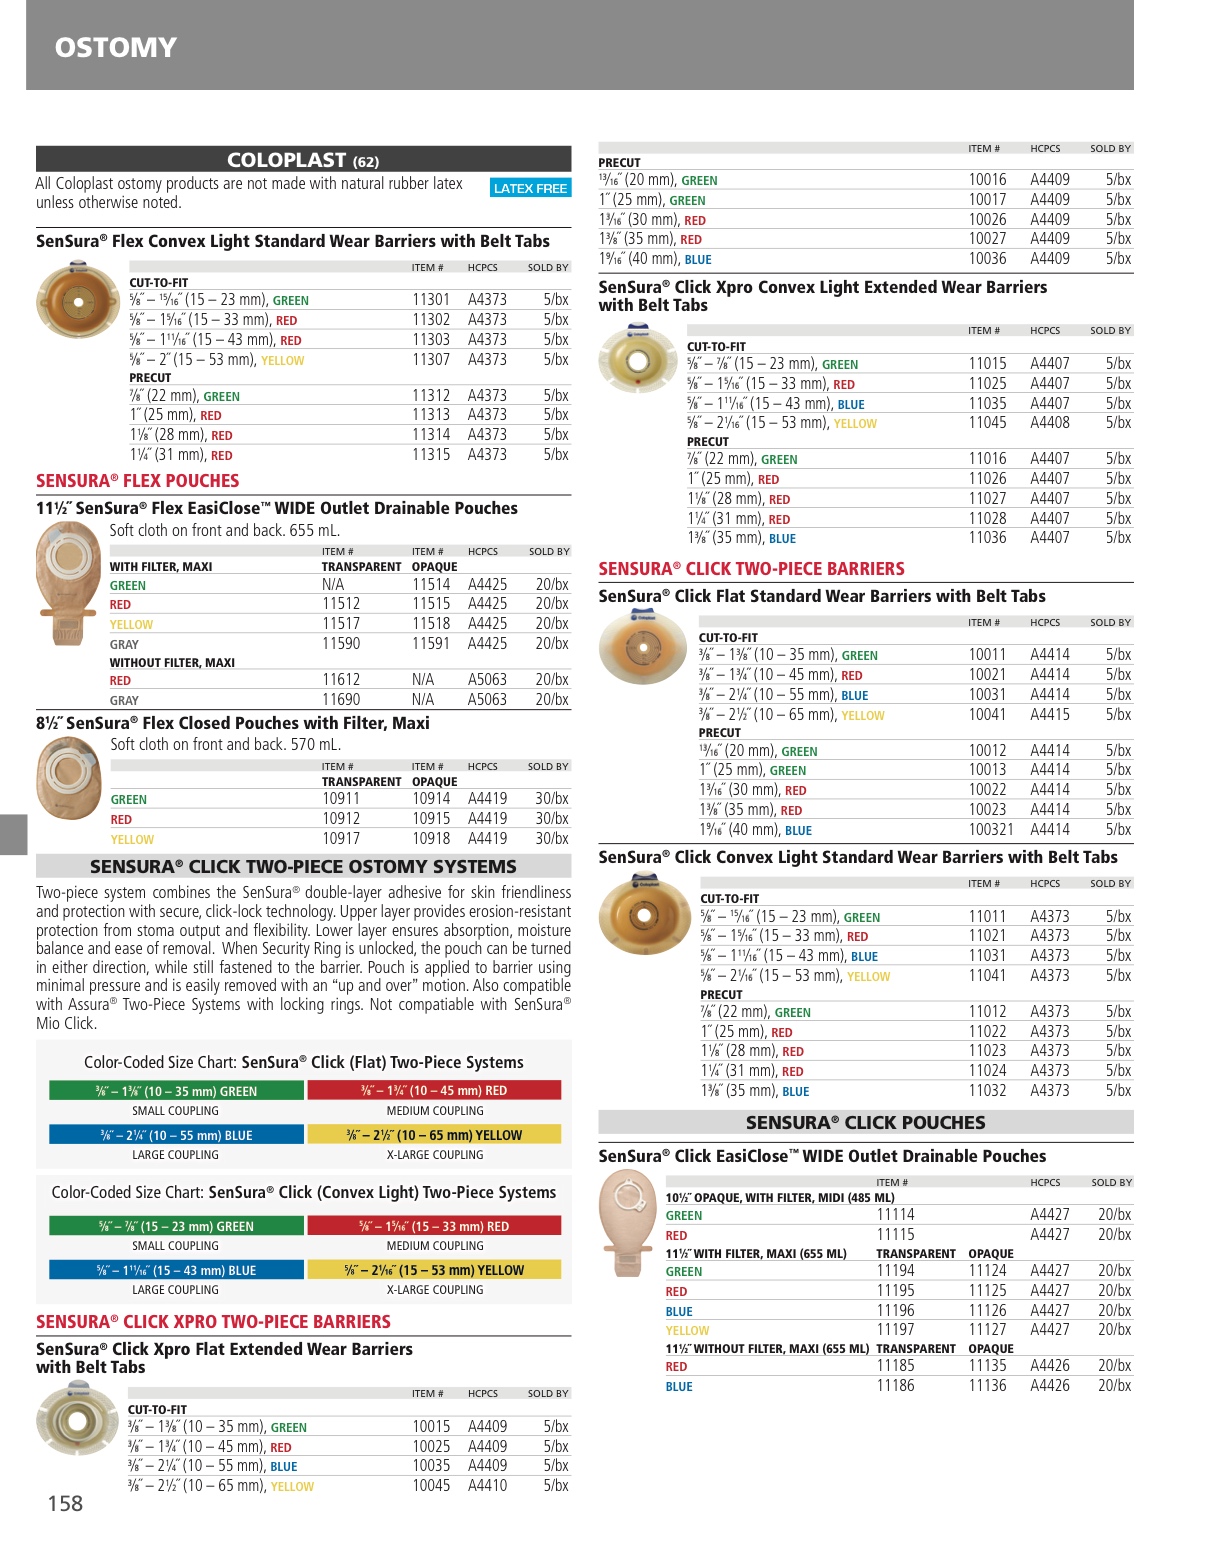 OSTOMY
COLOPLAST (62)
All Coloplast ostomy products are not made with natural rubber latex
unless otherwise noted.
LATEX FREE
SenSura® Flex Convex Light Standard Wear Barriers with Belt Tabs
ITEM # HCPCS SOLD BY
CUT-TO-FIT
⅝˝ – 15/16˝ (15 – 23 mm), GREEN 11301 A4373 5/bx
⅝˝ – 15/16˝ (15 – 33 mm), RED 11302 A4373 5/bx
⅝˝ – 111/16˝ (15 – 43 mm), RED 11303 A4373 5/bx
⅝˝ – 2˝ (15 – 53 mm), YELLOW 11307 A4373 5/bx
PRECUT
⅞˝ (22 mm), GREEN 11312 A4373 5/bx
1˝ (25 mm), RED 11313 A4373 5/bx
1⅛˝ (28 mm), RED 11314 A4373 5/bx
1¼˝ (31 mm), RED 11315 A4373 5/bx
SENSURA® FLEX POUCHES
11½˝ SenSura® Flex EasiClose™ WIDE Outlet Drainable Pouches
Soft cloth on front and back. 655 mL.
ITEM # ITEM # HCPCS SOLD BY
WITH FILTER, MAXI TRANSPARENT OPAQUE
GREEN N/A 11514 A4425 20/bx
RED 11512 11515 A4425 20/bx
YELLOW 11517 11518 A4425 20/bx
GRAY 11590 11591 A4425 20/bx
WITHOUT FILTER, MAXI
RED 11612 N/A A5063 20/bx
GRAY 11690 N/A A5063 20/bx
8½˝ SenSura® Flex Closed Pouches with Filter, Maxi
Soft cloth on front and back. 570 mL.
ITEM # ITEM # HCPCS SOLD BY
TRANSPARENT OPAQUE
GREEN 10911 10914 A4419 30/bx
RED 10912 10915 A4419 30/bx
YELLOW 10917 10918 A4419 30/bx
SENSURA® CLICK TWO-PIECE OSTOMY SYSTEMS
Two-piece system combines the SenSura® double-layer adhesive for skin friendliness
and protection with secure, click-lock technology. Upper layer provides erosion-resistant
protection from stoma output and flexibility. Lower layer ensures absorption, moisture
balance and ease of removal. When Security Ring is unlocked, the pouch can be turned
in either direction, while still fastened to the barrier. Pouch is applied to barrier using
minimal pressure and is easily removed with an “up and over” motion. Also compatible
with Assura® Two-Piece Systems with locking rings. Not compatiable with SenSura®
Mio Click.
Color-Coded Size Chart: SenSura® Click (Flat) Two-Piece Systems
⅜˝ – 1⅜˝ (10 – 35 mm) GREEN ⅜˝ – 1¾˝ (10 – 45 mm) RED
SMALL COUPLING MEDIUM COUPLING
⅜˝ – 2¼˝ (10 – 55 mm) BLUE ⅜˝ – 2½˝ (10 – 65 mm) YELLOW
LARGE COUPLING X-LARGE COUPLING
Color-Coded Size Chart: SenSura® Click (Convex Light) Two-Piece Systems
⅝˝ – ⅞˝ (15 – 23 mm) GREEN ⅝˝ – 15/16˝ (15 – 33 mm) RED
SMALL COUPLING MEDIUM COUPLING
⅝˝ – 111/16˝ (15 – 43 mm) BLUE ⅝˝ – 21/16˝ (15 – 53 mm) YELLOW
LARGE COUPLING X-LARGE COUPLING
SENSURA® CLICK XPRO TWO-PIECE BARRIERS
SenSura® Click Xpro Flat Extended Wear Barriers
with Belt Tabs
ITEM # HCPCS SOLD BY
CUT-TO-FIT
⅜˝ – 1⅜˝ (10 – 35 mm), GREEN 10015 A4409 5/bx
⅜˝ – 1¾˝ (10 – 45 mm), RED 10025 A4409 5/bx
⅜˝ – 2¼˝ (10 – 55 mm), BLUE 10035 A4409 5/bx
⅜˝ – 2½˝ (10 – 65 mm), YELLOW 10045 A4410 5/bx
158
ITEM # HCPCS SOLD BY
PRECUT
13/16˝ (20 mm), GREEN 10016 A4409 5/bx
1˝ (25 mm), GREEN 10017 A4409 5/bx
13/16˝ (30 mm), RED 10026 A4409 5/bx
1⅜˝ (35 mm), RED 10027 A4409 5/bx
19/16˝ (40 mm), BLUE 10036 A4409 5/bx
SenSura® Click Xpro Convex Light Extended Wear Barriers
with Belt Tabs
ITEM # HCPCS SOLD BY
CUT-TO-FIT
⅝˝ – ⅞˝ (15 – 23 mm), GREEN 11015 A4407 5/bx
⅝˝ – 15/16˝ (15 – 33 mm), RED 11025 A4407 5/bx
⅝˝ – 111/16˝ (15 – 43 mm), BLUE 11035 A4407 5/bx
⅝˝ – 21/16˝ (15 – 53 mm), YELLOW 11045 A4408 5/bx
PRECUT
⅞˝ (22 mm), GREEN 11016 A4407 5/bx
1˝ (25 mm), RED 11026 A4407 5/bx
1⅛˝ (28 mm), RED 11027 A4407 5/bx
1¼˝ (31 mm), RED 11028 A4407 5/bx
1⅜˝ (35 mm), BLUE 11036 A4407 5/bx
SENSURA® CLICK TWO-PIECE BARRIERS
SenSura® Click Flat Standard Wear Barriers with Belt Tabs
ITEM # HCPCS SOLD BY
CUT-TO-FIT
⅜˝ – 1⅜˝ (10 – 35 mm), GREEN 10011 A4414 5/bx
⅜˝ – 1¾˝ (10 – 45 mm), RED 10021 A4414 5/bx
⅜˝ – 2¼˝ (10 – 55 mm), BLUE 10031 A4414 5/bx
⅜˝ – 2½˝ (10 – 65 mm), YELLOW 10041 A4415 5/bx
PRECUT
13/16˝ (20 mm), GREEN 10012 A4414 5/bx
1˝ (25 mm), GREEN 10013 A4414 5/bx
13/16˝ (30 mm), RED 10022 A4414 5/bx
1⅜˝ (35 mm), RED 10023 A4414 5/bx
19/16˝ (40 mm), BLUE 100321 A4414 5/bx
SenSura® Click Convex Light Standard Wear Barriers with Belt Tabs
ITEM # HCPCS SOLD BY
CUT-TO-FIT
⅝˝ – 15/16˝ (15 – 23 mm), GREEN 11011 A4373 5/bx
⅝˝ – 15/16˝ (15 – 33 mm), RED 11021 A4373 5/bx
⅝˝ – 111/16˝ (15 – 43 mm), BLUE 11031 A4373 5/bx
⅝˝ – 21/16˝ (15 – 53 mm), YELLOW 11041 A4373 5/bx
PRECUT
⅞˝ (22 mm), GREEN 11012 A4373 5/bx
1˝ (25 mm), RED 11022 A4373 5/bx
1⅛˝ (28 mm), RED 11023 A4373 5/bx
1¼˝ (31 mm), RED 11024 A4373 5/bx
1⅜˝ (35 mm), BLUE 11032 A4373 5/bx
SENSURA® CLICK POUCHES
SenSura® Click EasiClose™ WIDE Outlet Drainable Pouches
ITEM # HCPCS SOLD BY
10½˝ OPAQUE, WITH FILTER, MIDI (485 ML)
GREEN 11114 A4427 20/bx
RED 11115 A4427 20/bx
11½˝ WITH FILTER, MAXI (655 ML) TRANSPARENT OPAQUE
GREEN 11194 11124 A4427 20/bx
RED 11195 11125 A4427 20/bx
BLUE 11196 11126 A4427 20/bx
YELLOW 11197 11127 A4427 20/bx
11½˝ WITHOUT FILTER, MAXI (655 ML) TRANSPARENT OPAQUE
RED 11185 11135 A4426 20/bx
BLUE 11186 11136 A4426 20/bx